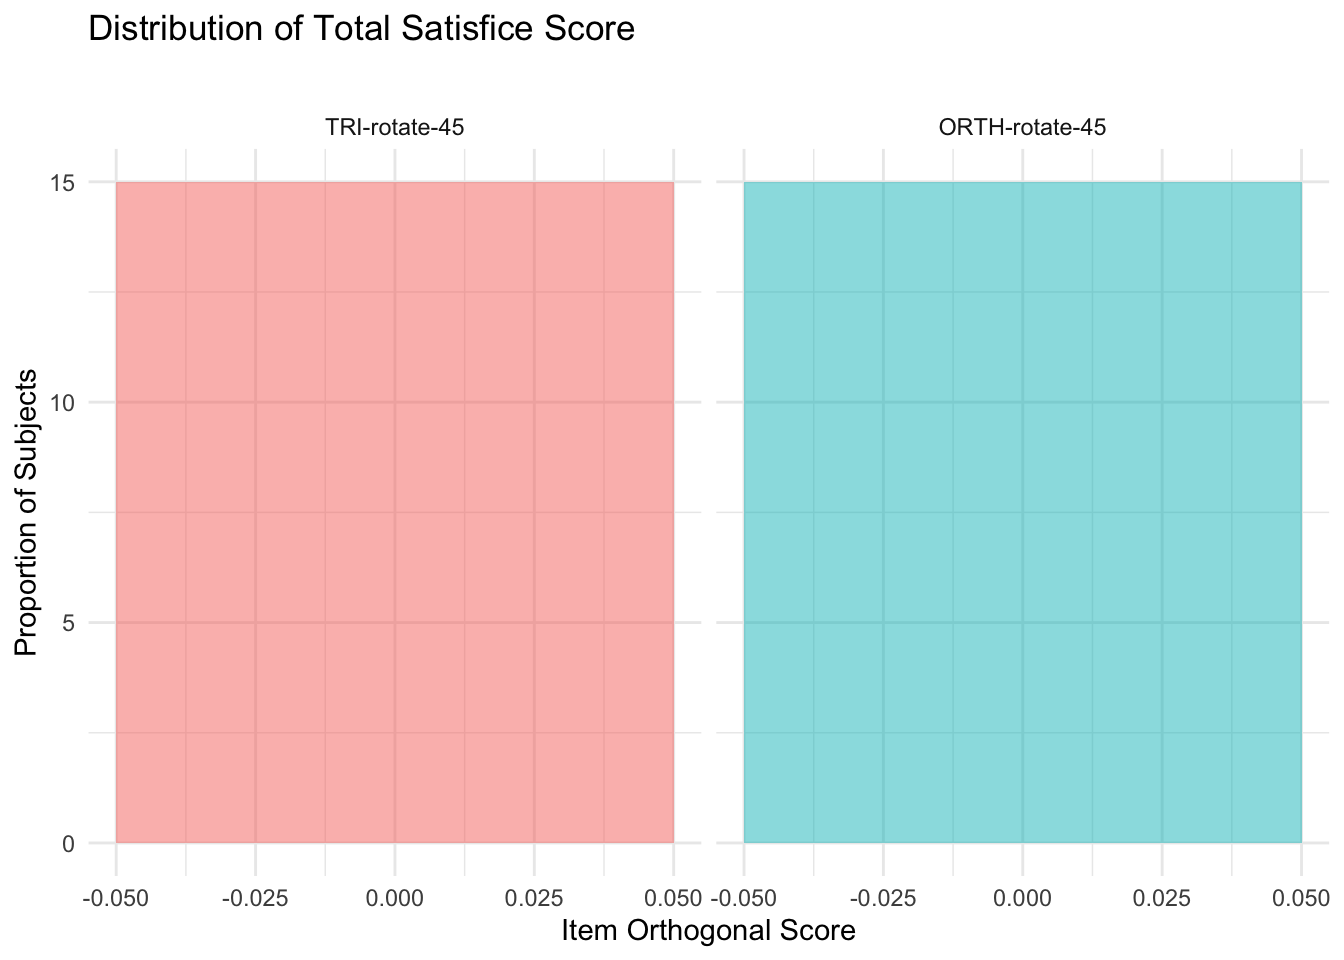 Distribution of Total Satisfice Score
TRI-rotate-45 ORTH-rotate-45
Proportion of Subjects
15
10
5
0
-0.050 -0.025 0.000 0.025 0.050 -0.050 -0.025 0.000 0.025 0.050
Item Orthogonal Score